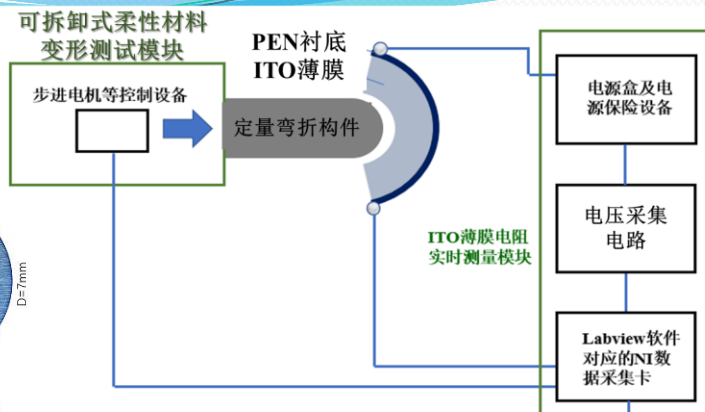 可拆卸式柔性材料
变形测试模块
步进电机等控制设备
PEN衬底
ITO薄膜
定量弯折构件
ITO薄膜电阻
实时测量模块
电源盒及电
源保险设备
电压采集
电路
Labview软件
对应的NI数
据采集卡
D=7mm